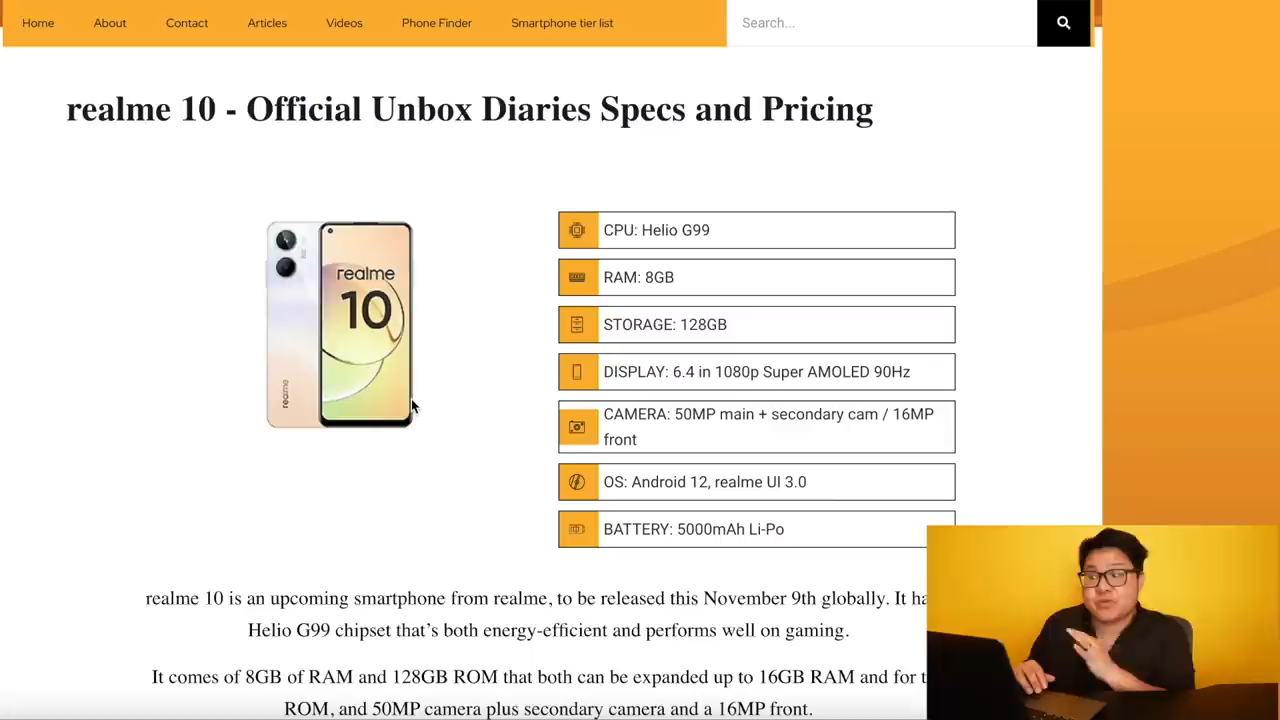 Home About Contact Articles Videos Phone Finder Smartphone tier list Search...
realme 10 - Official Unbox Diaries Specs and Pricing
realme
10
realme
CPU: Helio G99
RAM: 8GB
STORAGE: 128GB
DISPLAY: 6.4 in 1080p Super AMOLED 90Hz
CAMERA: 50MP main + secondary cam / 16MP
front
OS: Android 12, realme UI 3.0
BATTERY: 5000mAh Li-Po
realme 10 is an upcoming smartphone from realme, to be released this November 9th globally. It
Helio G99 chipset that's both energy-efficient and performs well on gaming.
It comes of 8GB of RAM and 128GB ROM that both can be expanded up to 16GB RAM and for
ROM, and 50MP camera plus secondary camera and a 16MP front.